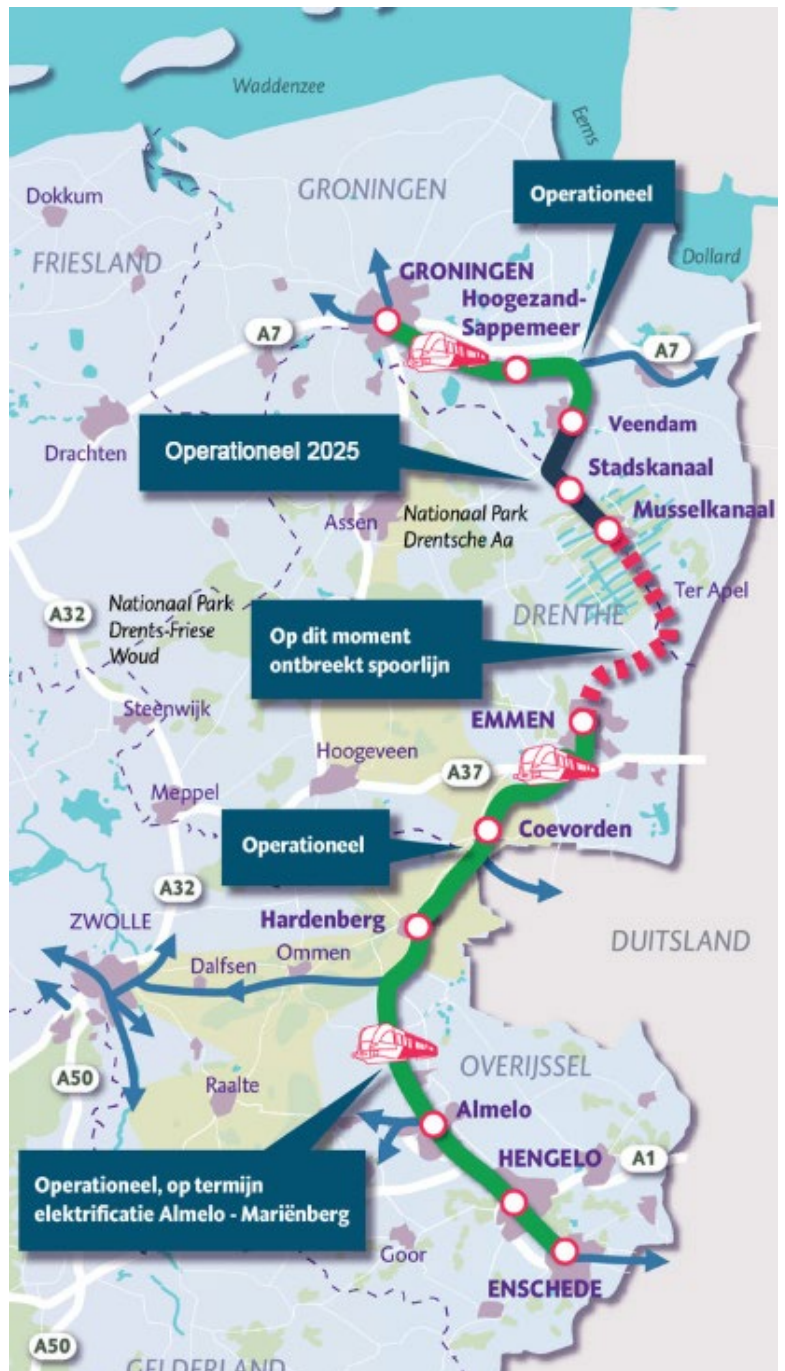 Waddenzee
Eems
Dokkum
GRONINGEN
Operationeel
FRIESLAND
Dollard
GRONINGEN
Hoogezand-
Sappemeer
A7
A7
Drachten
Veendam
Operationeel 2025
Stadskanaal
Musselkanaal
Assen
Nationaal Park
Drentsche Aa
Ter Apel
A32
Nationaal Park
Drents-Friese
Woud
DRENTHE
Op dit moment
ontbreekt spoorlijn
Steenwijk
EMMEN
Hoogeveen
A37
Meppel
Coevorden
Operationeel
A32
ZWOLLE
Hardenberg
DUITSLAND
Dalfsen
Ommen
OVERIJSSEL
A50
Raalte
Almelo
HENGELO
A1
Operationeel, op termijn
elektrificatie Almelo - Mariënberg
Goor
ENSCHEDE
A50
GELDERLAND